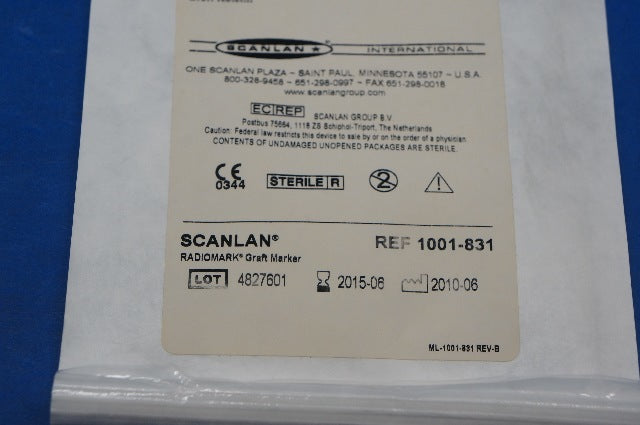 SCANLAN INTERNATIONAL
ONE SCANLAN PLAZA ~ SAINT PAUL, MINNESOTA 55107 ~ U.S.A.
800-328-9458 ~ 651-298-0997 ~ FAX 651-298-0018
www.scanlangroup.com
EC REP SCANLAN GROUP B.V.
Postbus 75664, 1118 ZS Schiphol-Triport, The Netherlands
Caution: Federal law restricts this device to sale by or on the order of a physician
CONTENTS OF UNDAMAGED UNOPENED PACKAGES ARE STERILE.
CE 0344 STERILE R 2
SCANLAN® REF 1001-831
RADIOMARK® Graft Marker
LOT 4827601 2015-06 2010-06
ML-1001-831 REV-B